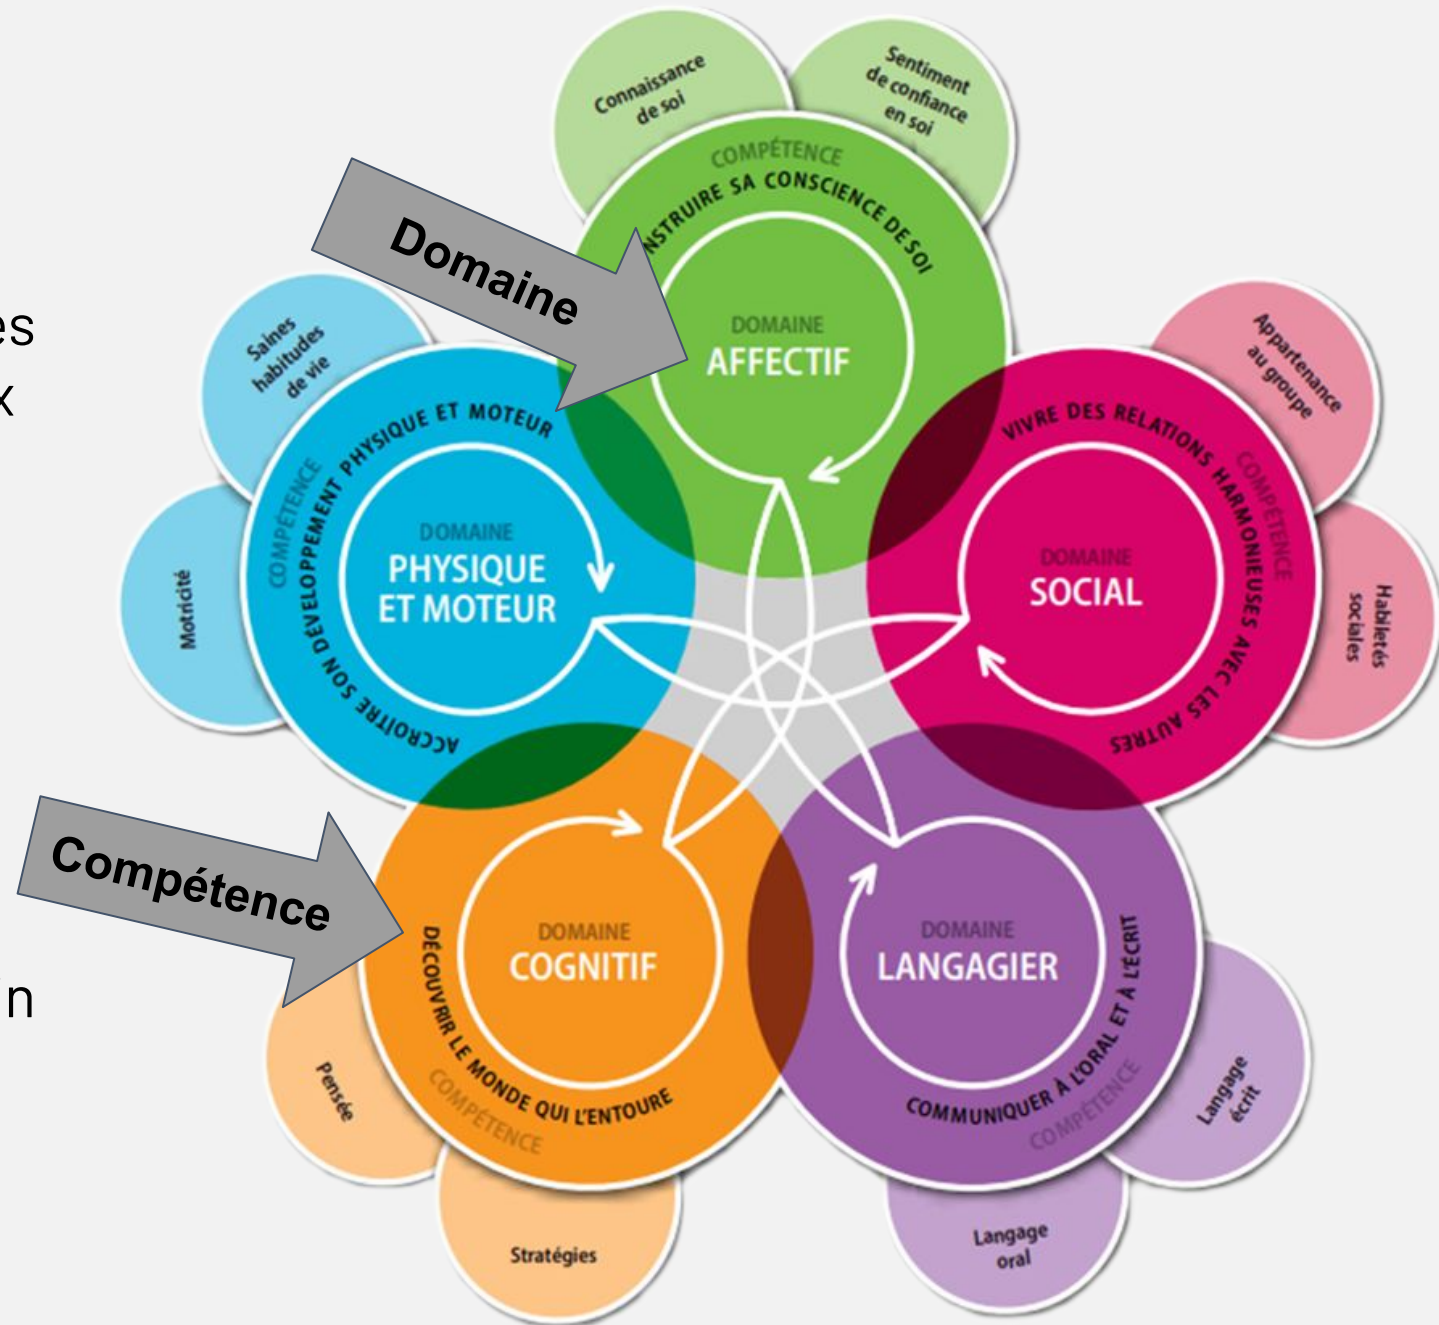 Connaissance
de soi
Sentiment
de confiance
en soi
COMPÉTENCE
NSTRUIRE SA CONSCIENCE DE SOI
DOMAINE
AFFECTIF
Domaine
es
x
Saines
habitudes
de vie
Motricité
COMPÉTENCE
ACCROÎTRE SON DÉVELOPPEMENT PHYSIQUE ET MOTEUR
DOMAINE
PHYSIQUE
ET MOTEUR
Appartenance
au groupe
Habiletés
sociales
COMPÉTENCE
VIVRE DES RELATIONS HARMONIEUSES AVEC LES AUTRES
DOMAINE
SOCIAL
Compétence
in
DOMAINE
COGNITIF
DÉCOUVRIR LE MONDE QUI L'ENTOURE
COMPÉTENCE
Pensée
Stratégies
DOMAINE
LANGAGIER
COMMUNIQUER À L'ORAL ET À L'ÉCRIT
COMPÉTENCE
Langage
écrit
Langage
oral